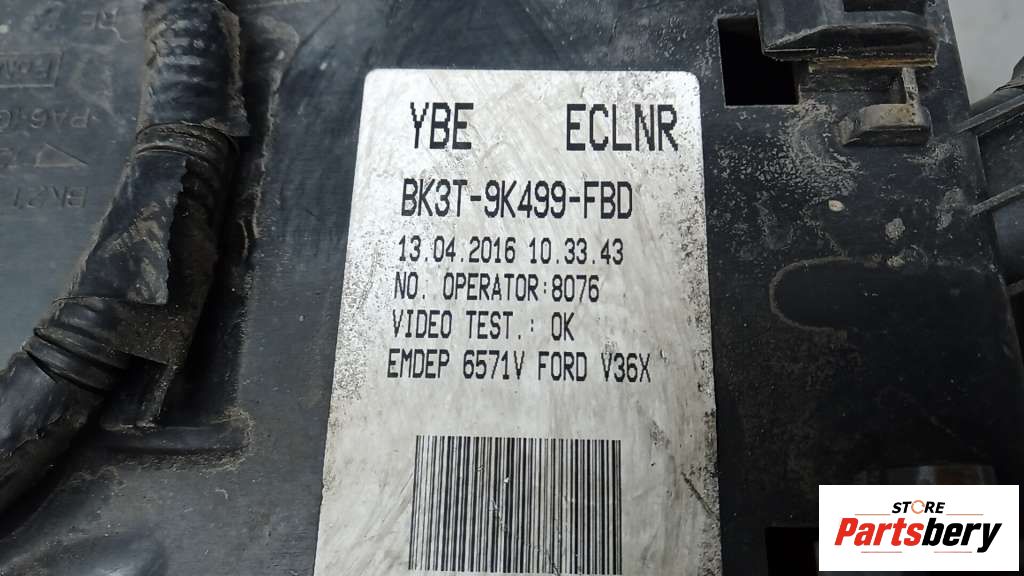 YBE ECLNR
BK3T-9K499-FBD
13.04.2016 10.33.43
NO. OPERATOR:8076
VIDEO TEST.: OK
EMDEP 6571V FORD V36X
STORE
Partsbery